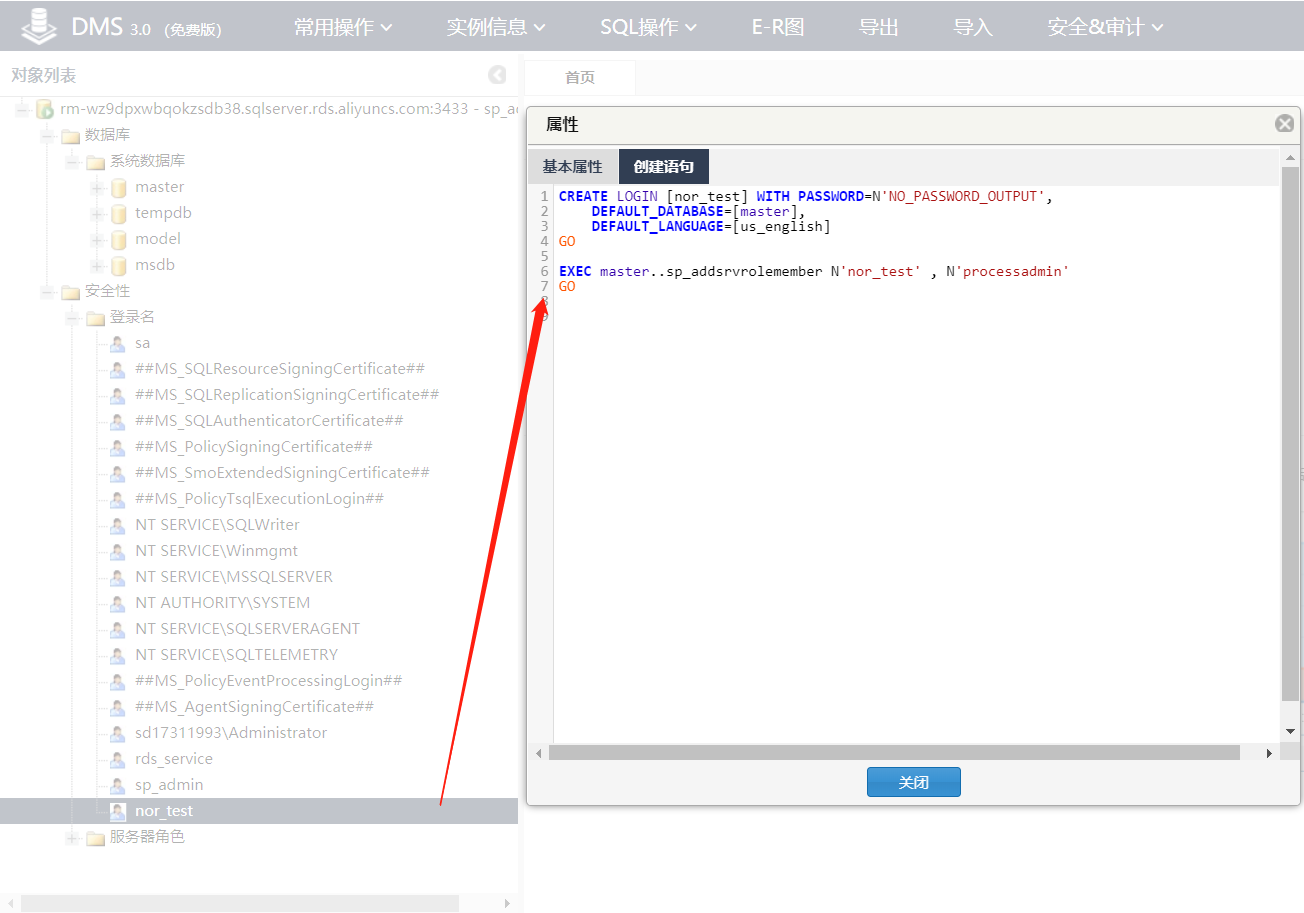 DMS 3.0 (免费版) 常用操作 实例信息 SQL操作 E-R图 导出 导入 安全&审计
对象列表
首页
rm-wz9dpxwbqokzsdb38.sqlserver.rds.aliyuncs.com:3433 - sp_ad
数据库
系统数据库
master
tempdb
model
msdb
安全性
登录名
sa
##MS_SQLResourceSigningCertificate##
##MS_SQLReplicationSigningCertificate##
##MS_SQLAuthenticatorCertificate##
##MS_PolicySigningCertificate##
##MS_SmoExtendedSigningCertificate##
##MS_PolicyTsqlExecutionLogin##
NT SERVICE\SQLWriter
NT SERVICE\Winmgmt
NT SERVICE\MSSQLSERVER
NT AUTHORITY\SYSTEM
NT SERVICE\SQLSERVERAGENT
NT SERVICE\SQLTELEMETRY
##MS_PolicyEventProcessingLogin##
##MS_AgentSigningCertificate##
sd17311993\Administrator
rds_service
sp_admin
nor_test
服务器角色
属性
基本属性 创建语句
1 CREATE LOGIN [nor_test] WITH PASSWORD=N'NO_PASSWORD_OUTPUT',
2 DEFAULT_DATABASE=[master],
3 DEFAULT_LANGUAGE=[us_english]
4 GO
5
6 EXEC master..sp_addsrvrolemember N'nor_test' , N'processadmin'
7 GO
8
9
关闭